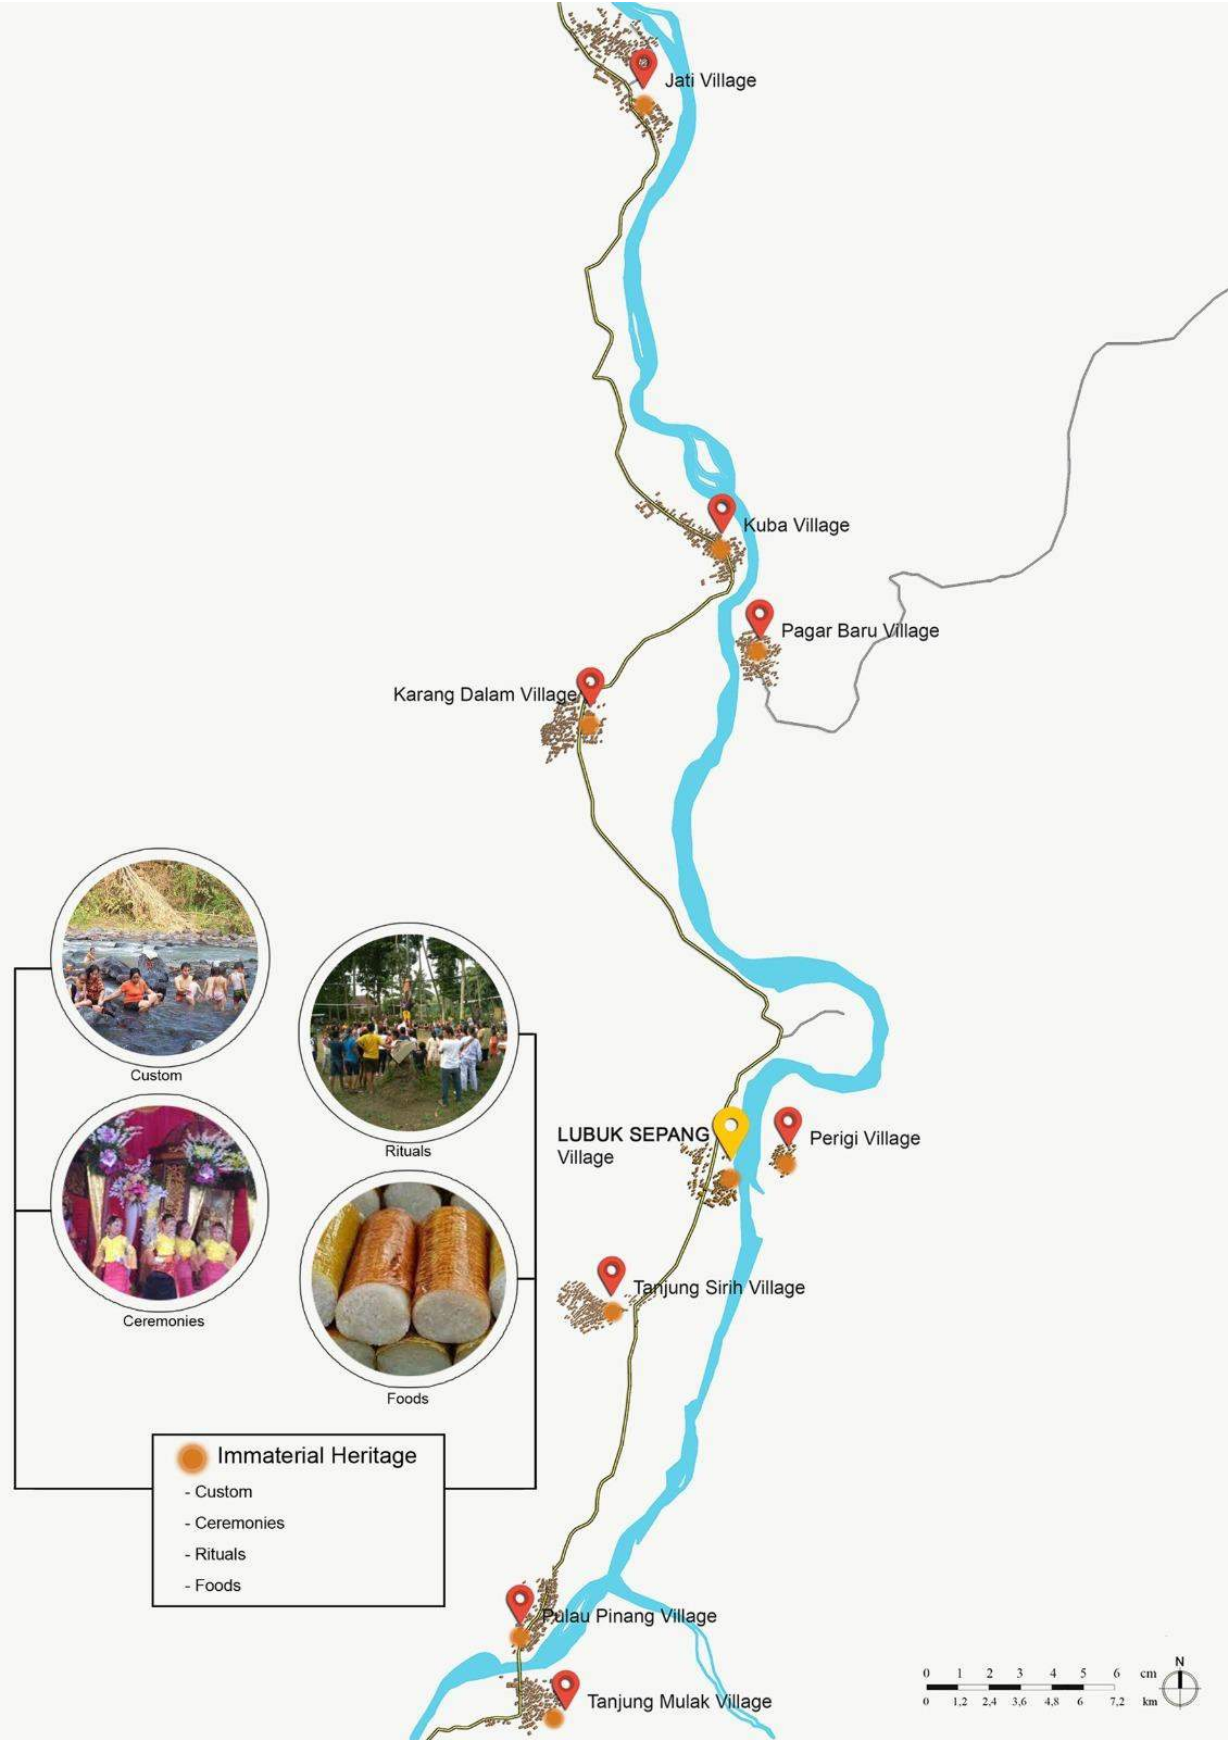 Jati Village
Kuba Village
Pagar Baru Village
Karang Dalam Village
Custom
Rituals
LUBUK SEPANG
Village
Perigi Village
Tanjung Sirih Village
Ceremonies
Foods
Immaterial Heritage
- Custom
- Ceremonies
- Rituals
- Foods
Pulau Pinang Village
Tanjung Mulak Village
0 1 2 3 4 5 6 cm
0 1,2 2,4 3,6 4,8 6 7,2 km
N